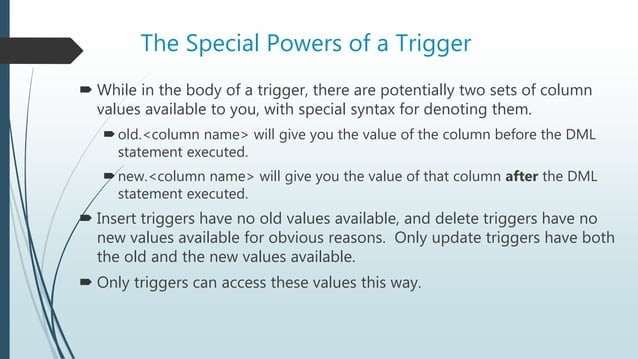 The Special Powers of a Trigger
While in the body of a trigger, there are potentially two sets of column
values available to you, with special syntax for denoting them.
old.<column name> will give you the value of the column before the DML
statement executed.
new.<column name> will give you the value of that column after the DML
statement executed.
Insert triggers have no old values available, and delete triggers have no
new values available for obvious reasons.  Only update triggers have both
the old and the new values available.
Only triggers can access these values this way.